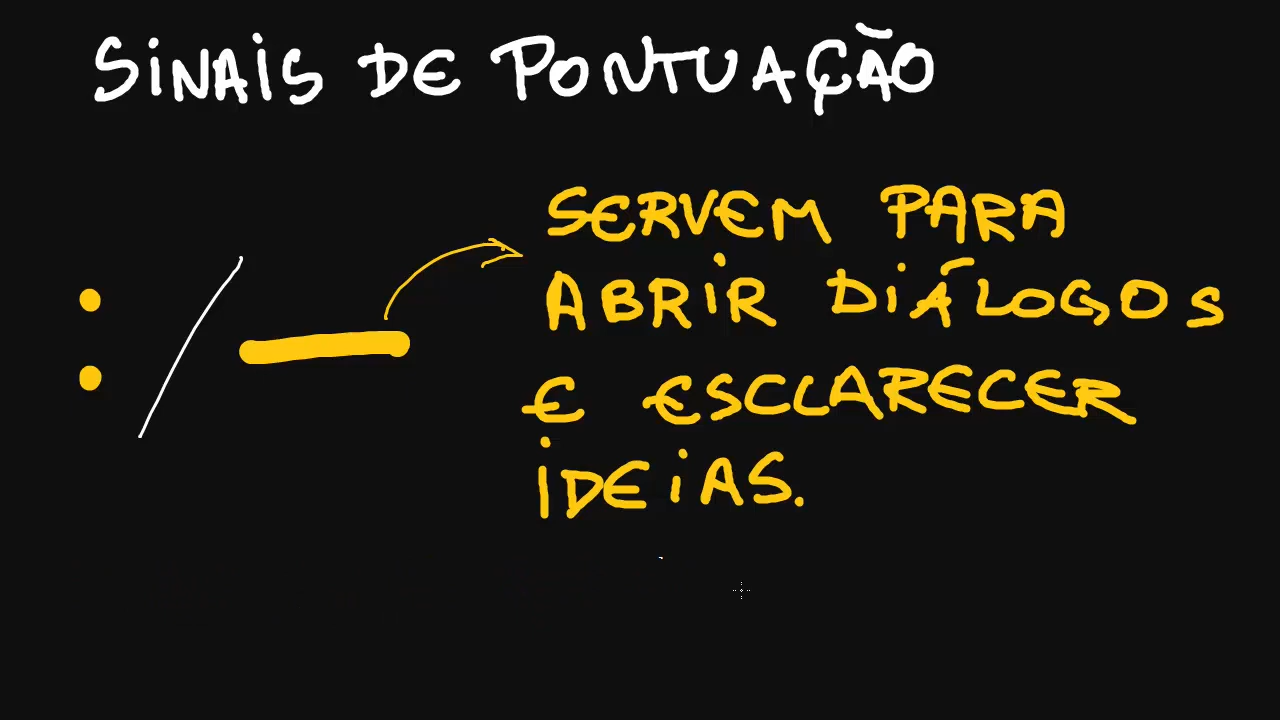 SiNAiS DE PONTUAÇÃO
: / —
SERVEM PARA
ABRiR DiÁLOGOS
E ESCLARECER
iDEiAS.